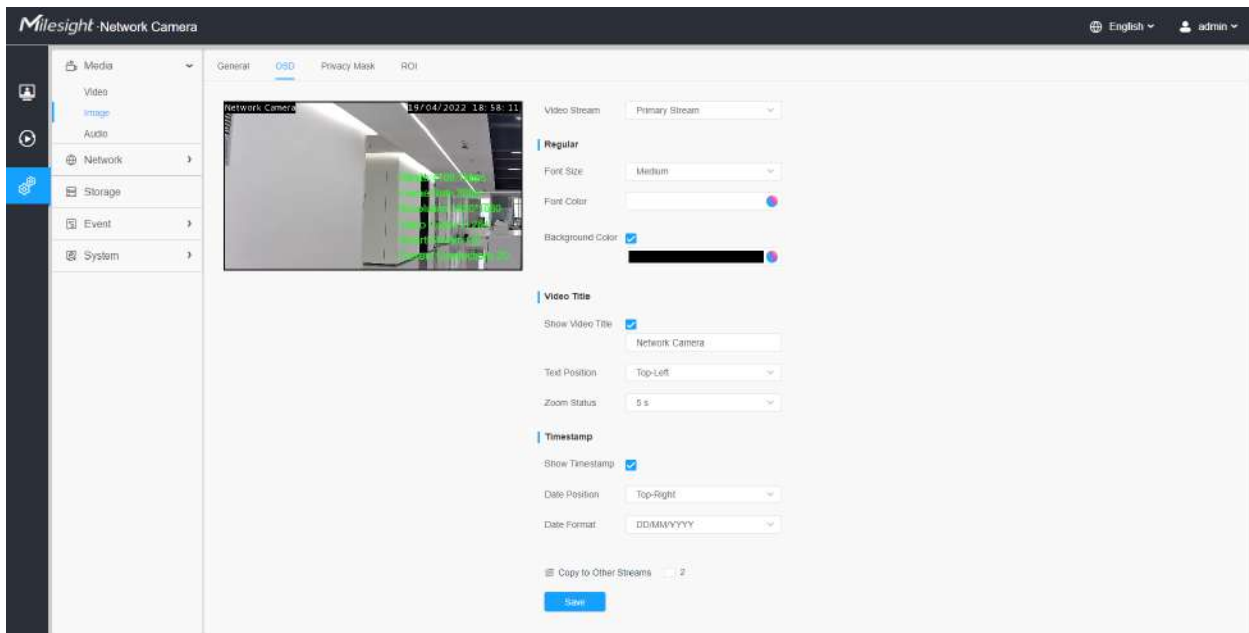 Milesight Network Camera
English
admin
Media
Video
Image
Audio
Network
Storage
Event
System
General
OSD
Privacy Mask
ROI
Network Camera
19/04/2022 18:58:11
Video Stream
Primary Stream
Regular
Font Size
Medium
Font Color
Background Color
Video Title
Show Video Title
Network Camera
Text Position
Top-Left
Zoom Status
5 s
Timestamp
Show Timestamp
Date Position
Top-Right
Date Format
DD/MM/YYYY
Copy to Other Streams
2
Save